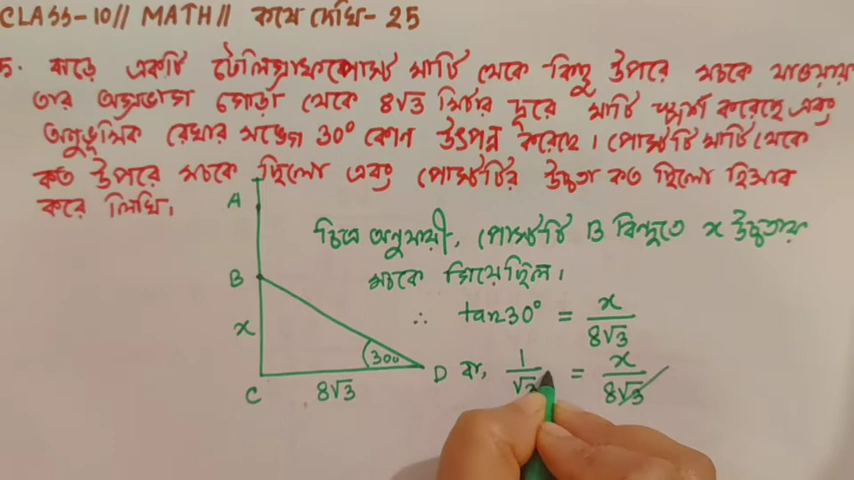 CLASS-10// MATH// কষে দেখি- 25
5. ঝড়ে একটি টেলিগ্রাফপোস্ট মাটি থেকে কিছু উপরে মচকে যাওয়ায়
তার অগ্রভাগ গোড়া থেকে 8√3 মিটার দূরে মাটি স্পর্শ করেছে এবং
অনুভূমিক রেখার সঙ্গে 30° কোন উৎপন্ন করেছে। পোস্টটি মাটি থেকে
কত উপরে মচকে ছিলো এবং পোস্টটির উচ্চতা কত ছিলো হিসাব
করে লিখি।
A
চিত্র অনুযায়ী, পোস্টটি B বিন্দুতে x উচ্চতায়
মচকে গিয়েছিল।
B
x
∴ tan30° = x/8√3
30°
C
8√3
D
বা, 1/√3 = x/8√3